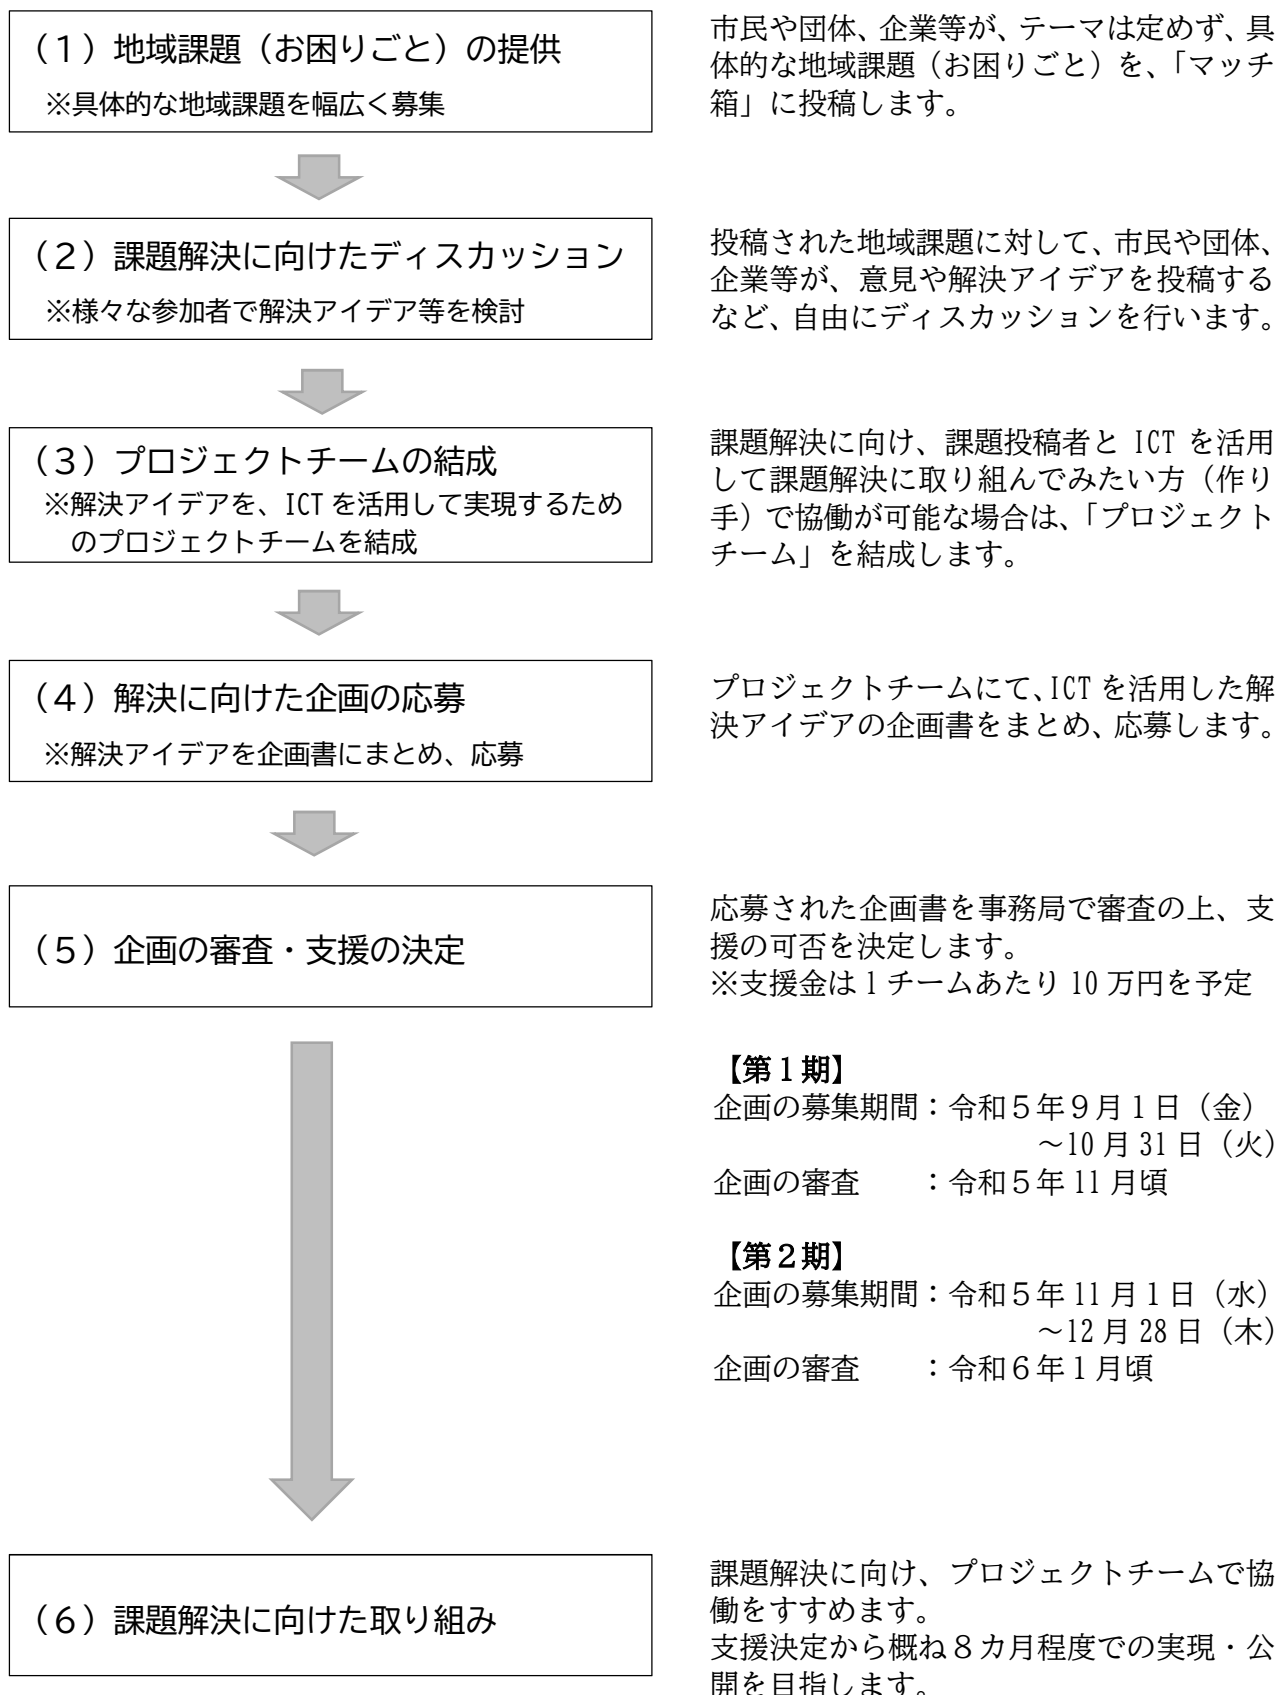 （１）地域課題（お困りごと）の提供
※具体的な地域課題を幅広く募集
市民や団体、企業等が、テーマは定めず、具
体的な地域課題（お困りごと）を、「マッチ
箱」に投稿します。
（２）課題解決に向けたディスカッション
※様々な参加者で解決アイデア等を検討
投稿された地域課題に対して、市民や団体、
企業等が、意見や解決アイデアを投稿する
など、自由にディスカッションを行います。
（３）プロジェクトチームの結成
※解決アイデアを、ICTを活用して実現するため
のプロジェクトチームを結成
課題解決に向け、課題投稿者と ICT を活用
して課題解決に取り組んでみたい方（作り
手）で協働が可能な場合は、「プロジェクト
チーム」を結成します。
（４）解決に向けた企画の応募
※解決アイデアを企画書にまとめ、応募
プロジェクトチームにて、ICTを活用した解
決アイデアの企画書をまとめ、応募します。
（５）企画の審査・支援の決定
応募された企画書を事務局で審査の上、支
援の可否を決定します。
※支援金は1チームあたり 10 万円を予定
【第１期】
企画の募集期間：令和５年９月１日（金）
～10 月 31 日（火）
企画の審査　　：令和５年 11 月頃
【第２期】
企画の募集期間：令和５年 11 月１日（水）
～12 月 28 日（木）
企画の審査　　：令和６年１月頃
（６）課題解決に向けた取り組み
課題解決に向け、プロジェクトチームで協
働をすすめます。
支援決定から概ね８カ月程度での実現・公
開を目指します。